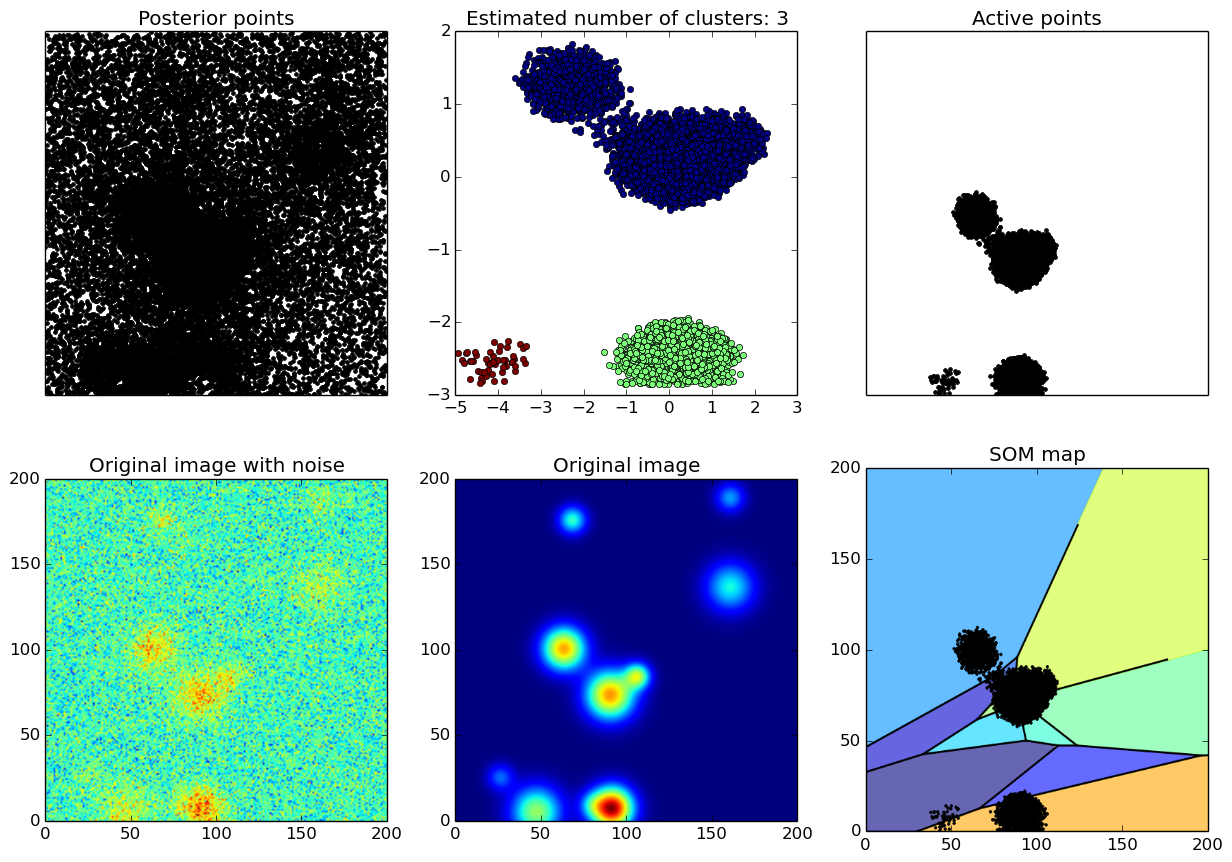 Posterior points
Estimated number of clusters: 3
Active points
2
1
0
−1
−2
−3
−5 −4 −3 −2 −1 0 1 2 3
Original image with noise
Original image
SOM map
200
150
100
50
0
0 50 100 150 200
200
150
100
50
0
0 50 100 150 200
200
150
100
50
0
0 50 100 150 200